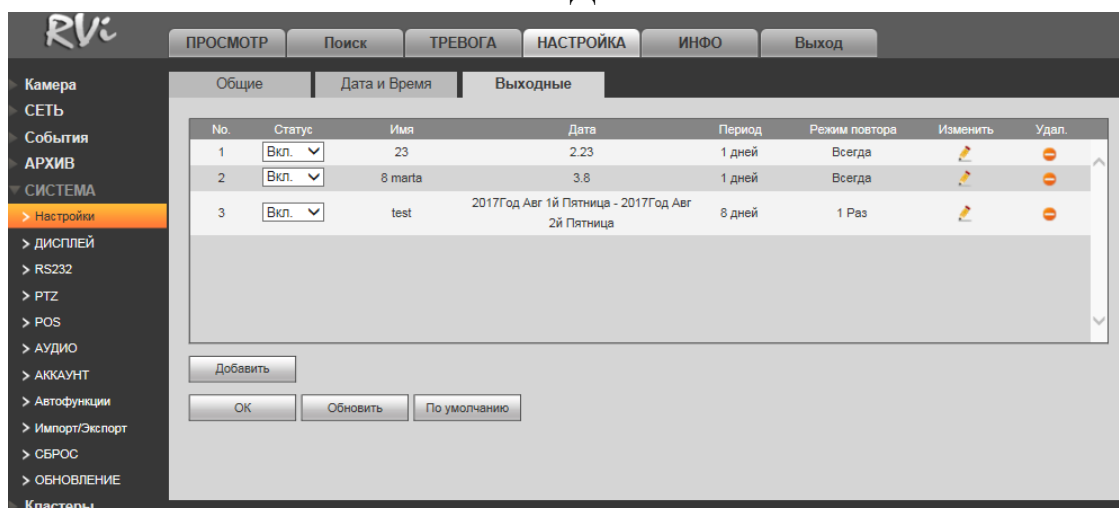 RVi
ПРОСМОТР Поиск ТРЕВОГА НАСТРОЙКА ИНФО Выход
Общие Дата и Время Выходные
Камера
СЕТЬ
События
АРХИВ
СИСТЕМА
> Настройки
> ДИСПЛЕЙ
> RS232
> PTZ
> POS
> АУДИО
> АККАУНТ
> Автофункции
> Импорт/Экспорт
> СБРОС
> ОБНОВЛЕНИЕ
Кластеры
No. Статус Имя Дата Период Режим повтора Изменить Удал.
1 Вкл. 23 2.23 1 дней Всегда
2 Вкл. 8 marta 3.8 1 дней Всегда
3 Вкл. test 2017Год Авг 1й Пятница - 2017Год Авг 8 дней 1 Раз
2й Пятница
Добавить
ОК Обновить По умолчанию